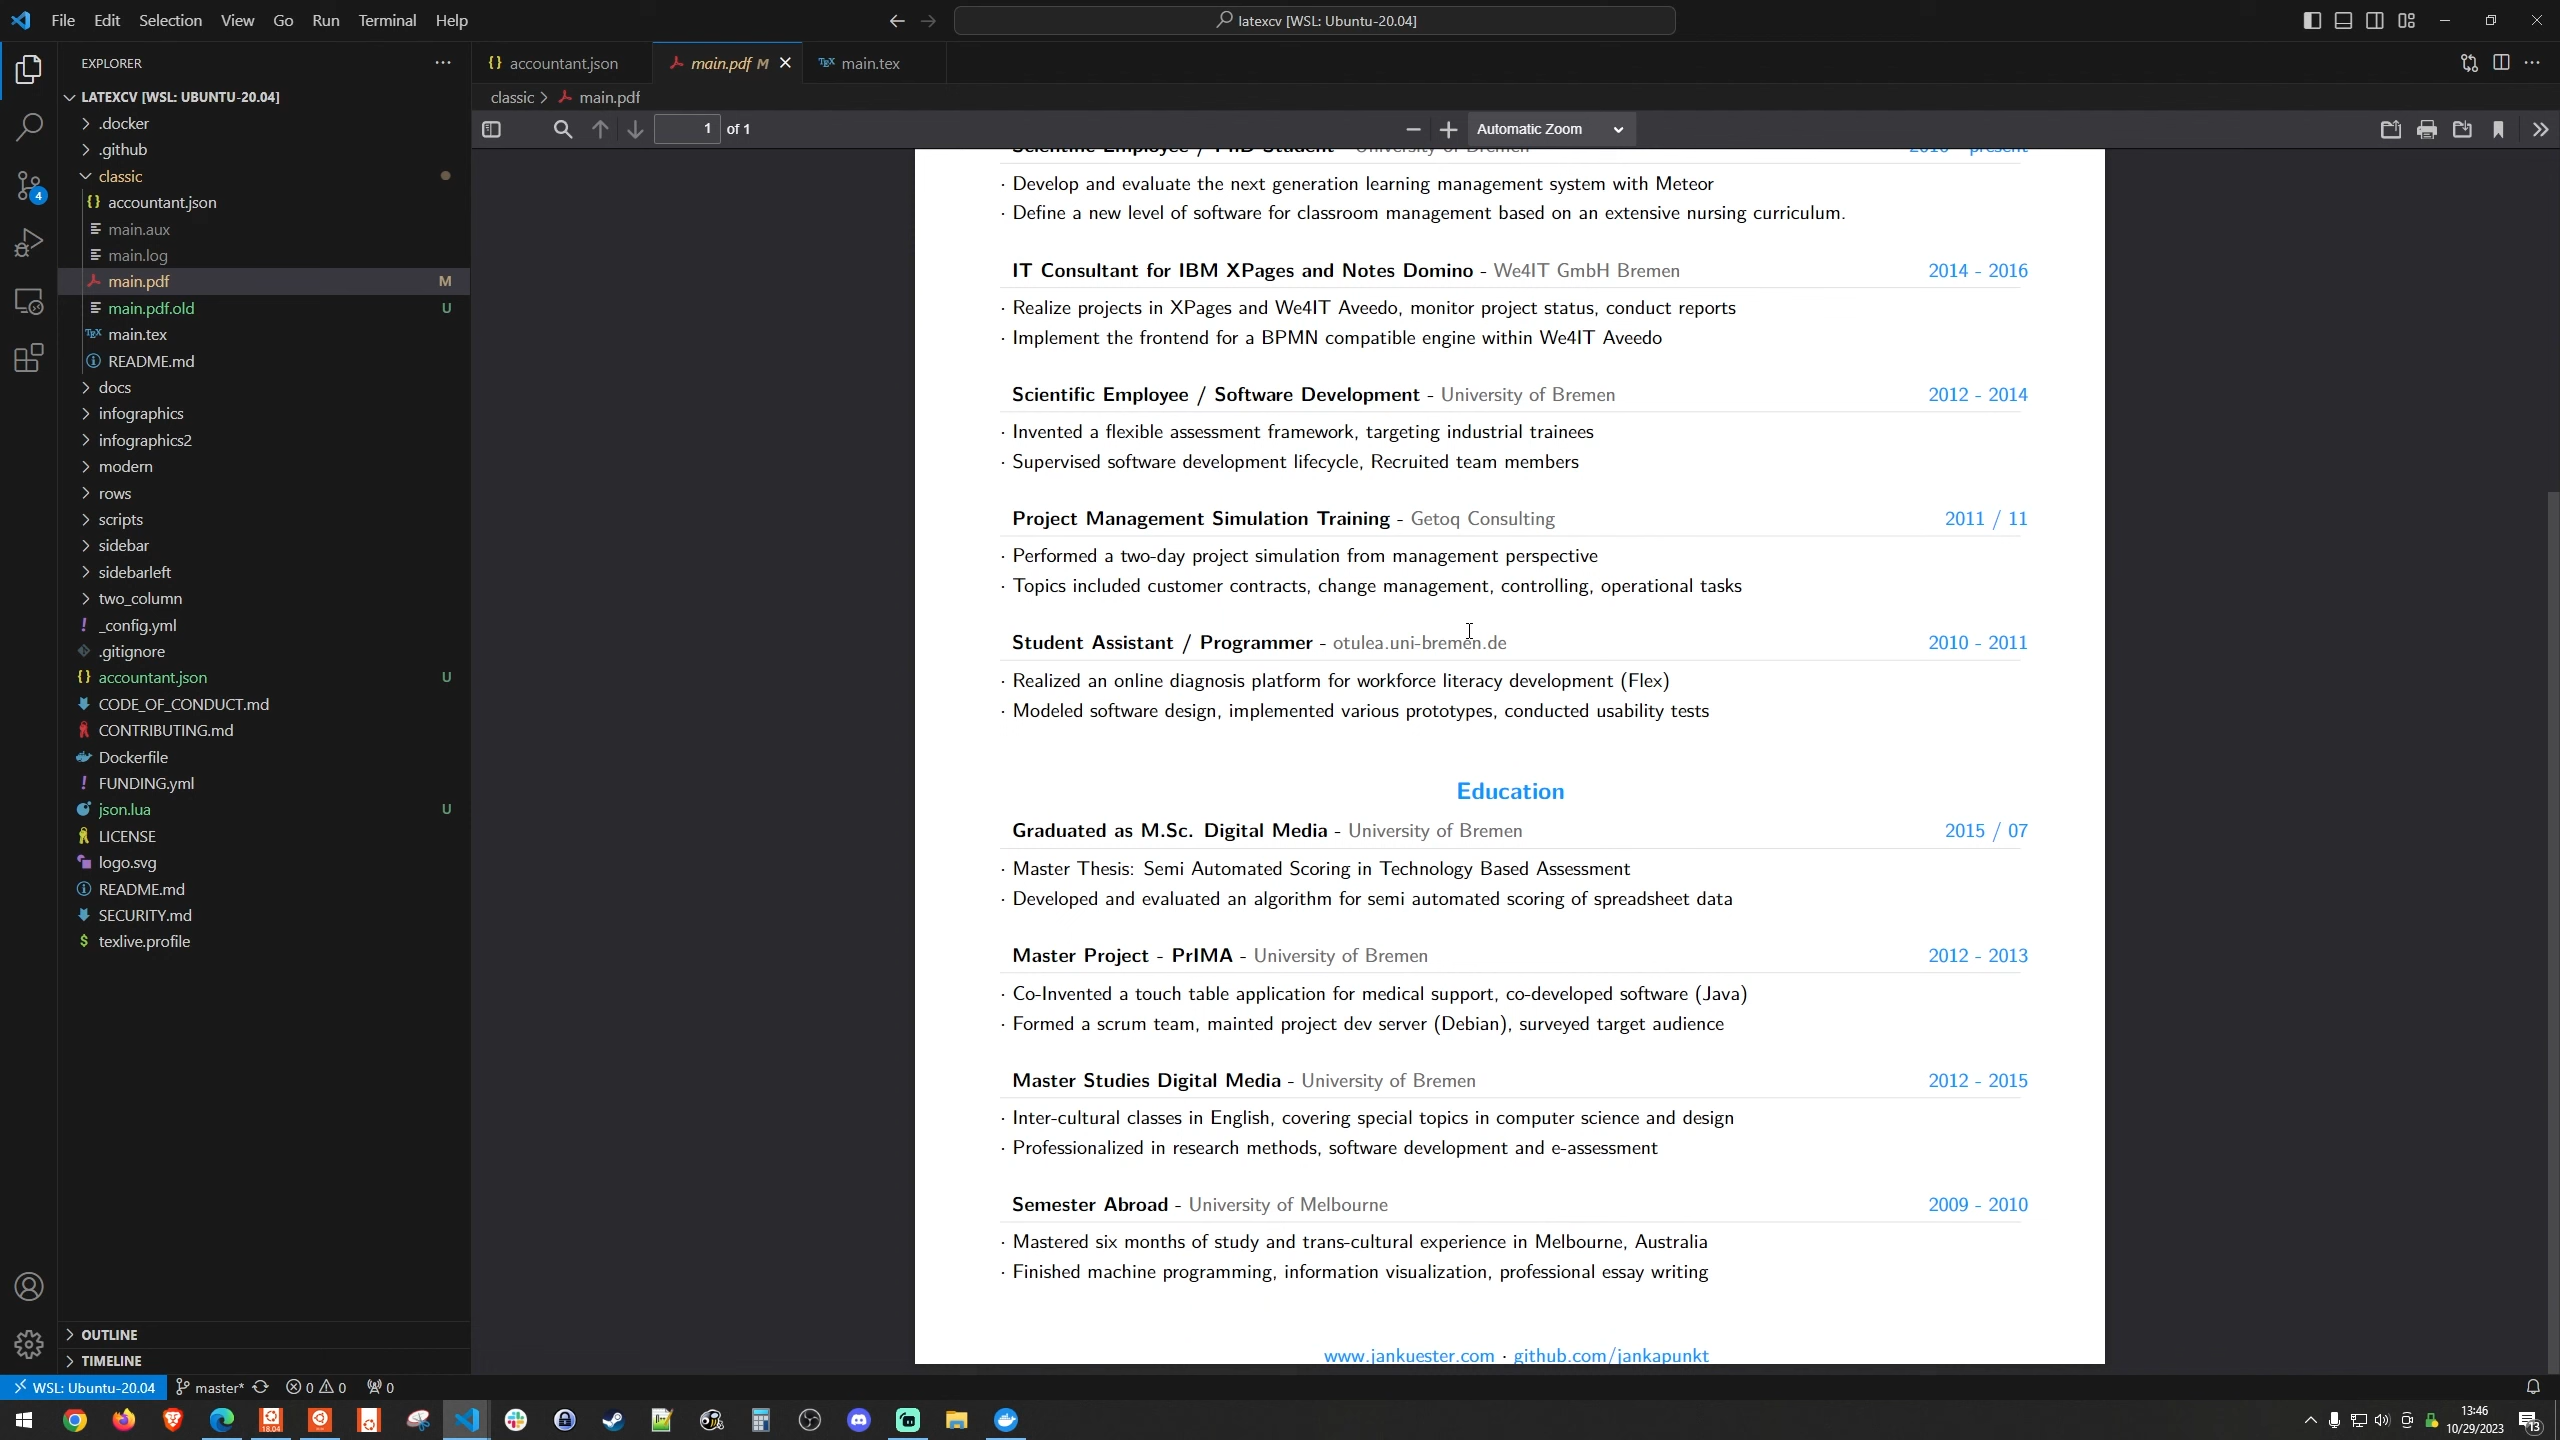 File Edit Selection View Go Run Terminal Help
latexcv [WSL: Ubuntu-20.04]
EXPLORER
LATEXCV [WSL: UBUNTU-20.04]
.docker
.github
classic
accountant.json
main.aux
main.log
main.pdf M
main.pdf.old U
main.tex
README.md
docs
infographics
infographics2
modern
rows
scripts
sidebar
sidebarleft
two_column
_config.yml
.gitignore
accountant.json U
CODE_OF_CONDUCT.md
CONTRIBUTING.md
Dockerfile
FUNDING.yml
json.lua U
LICENSE
logo.svg
README.md
SECURITY.md
texlive.profile
OUTLINE
TIMELINE
accountant.json main.pdf M main.tex
classic > main.pdf
1 of 1 Automatic Zoom
Scientific Employee / PhD Student - University of Bremen 2016 - present
· Develop and evaluate the next generation learning management system with Meteor
· Define a new level of software for classroom management based on an extensive nursing curriculum.
IT Consultant for IBM XPages and Notes Domino - We4IT GmbH Bremen 2014 - 2016
· Realize projects in XPages and We4IT Aveedo, monitor project status, conduct reports
· Implement the frontend for a BPMN compatible engine within We4IT Aveedo
Scientific Employee / Software Development - University of Bremen 2012 - 2014
· Invented a flexible assessment framework, targeting industrial trainees
· Supervised software development lifecycle, Recruited team members
Project Management Simulation Training - Getoq Consulting 2011 / 11
· Performed a two-day project simulation from management perspective
· Topics included customer contracts, change management, controlling, operational tasks
Student Assistant / Programmer - otulea.uni-bremen.de 2010 - 2011
· Realized an online diagnosis platform for workforce literacy development (Flex)
· Modeled software design, implemented various prototypes, conducted usability tests
Education
Graduated as M.Sc. Digital Media - University of Bremen 2015 / 07
· Master Thesis: Semi Automated Scoring in Technology Based Assessment
· Developed and evaluated an algorithm for semi automated scoring of spreadsheet data
Master Project - PrIMA - University of Bremen 2012 - 2013
· Co-Invented a touch table application for medical support, co-developed software (Java)
· Formed a scrum team, mainted project dev server (Debian), surveyed target audience
Master Studies Digital Media - University of Bremen 2012 - 2015
· Inter-cultural classes in English, covering special topics in computer science and design
· Professionalized in research methods, software development and e-assessment
Semester Abroad - University of Melbourne 2009 - 2010
· Mastered six months of study and trans-cultural experience in Melbourne, Australia
· Finished machine programming, information visualization, professional essay writing
www.jankuester.com · github.com/jankapunkt
4
WSL: Ubuntu-20.04 master* 0 0 0
18.04
13:46
10/29/2023
13